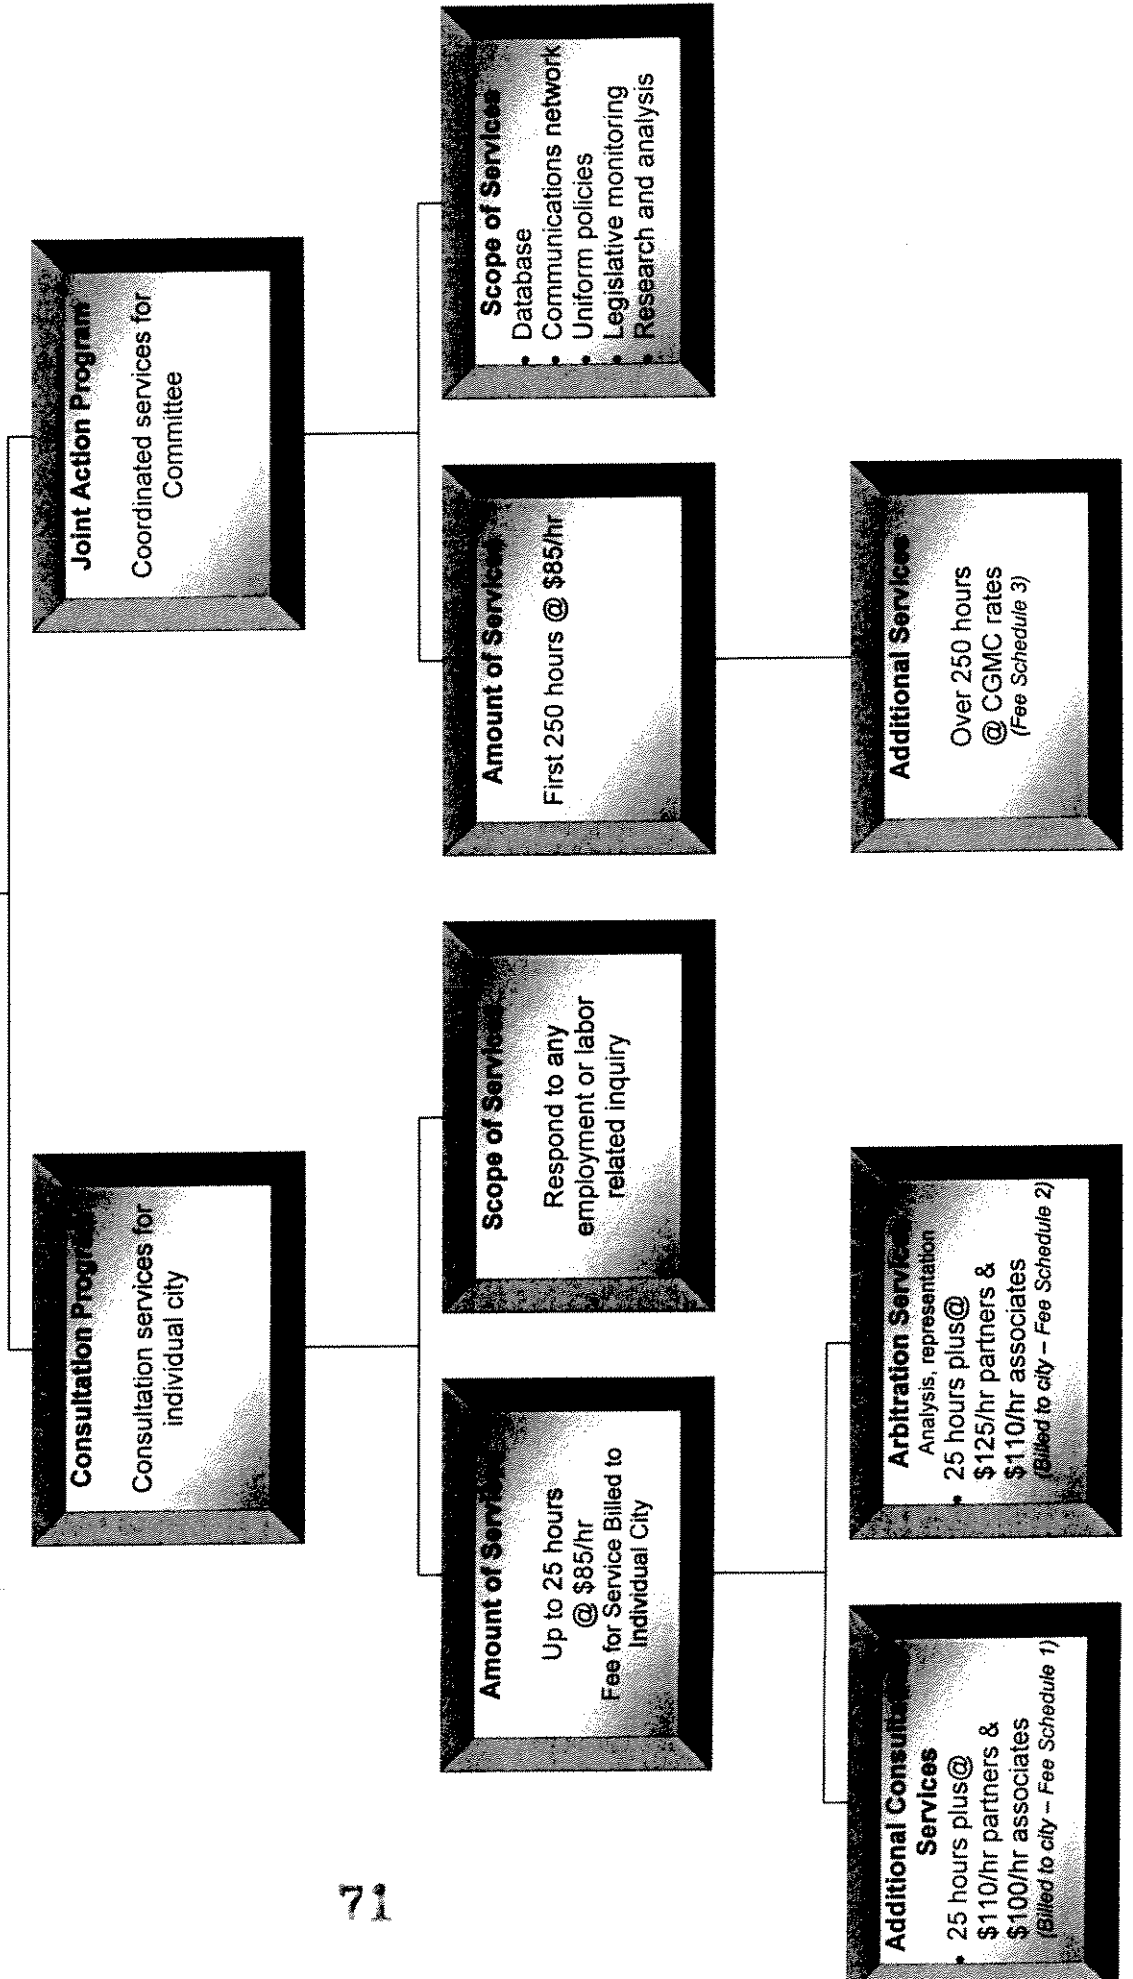 Consultation
Consultation services for
individual city
Joint Action Program
Coordinated services for
Committee
Amount of
Up to 25 hours
@ $85/hr
Fee for Service Billed to
Individual City
Scope of Services
Respond to any
employment or labor
related inquiry
Amount of Services
First 250 hours @ $85/hr
Scope of Services
• Database
• Communications network
• Uniform policies
• Legislative monitoring
• Research and analysis
Additional
Services
• 25 hours plus@
$110/hr partners &
$100/hr associates
(Billed to city – Fee Schedule 1)
Arbitration
Analysis, representation
• 25 hours plus@
$125/hr partners &
$110/hr associates
(Billed to city – Fee Schedule 2)
Additional Services
Over 250 hours
@ CGMC rates
(Fee Schedule 3)
71